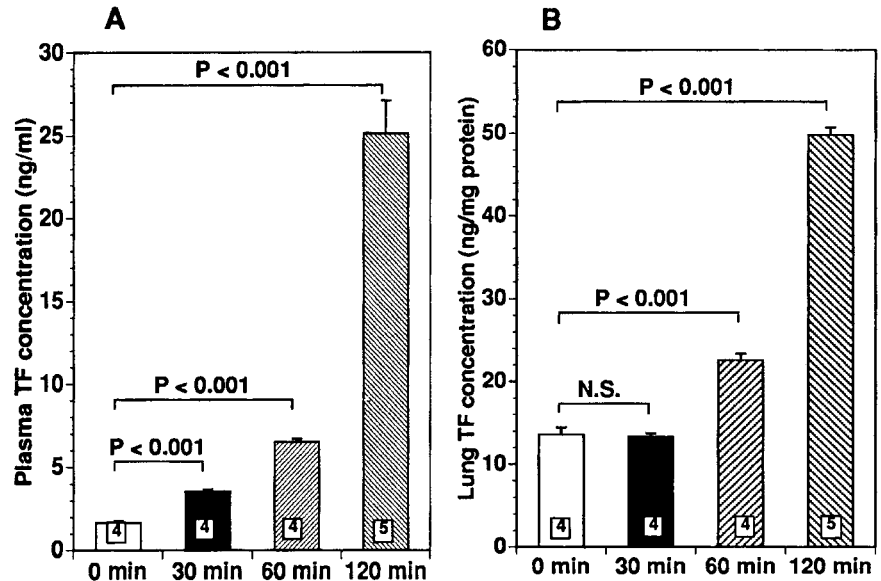 A
Plasma TF concentration (ng/ml)
30
25
20
15
10
5
0
P < 0.001
P < 0.001
P < 0.001
4
4
4
5
0 min 30 min 60 min 120 min
B
Lung TF concentration (ng/mg protein)
60
50
40
30
20
10
0
P < 0.001
P < 0.001
N.S.
4
4
4
5
0 min 30 min 60 min 120 min